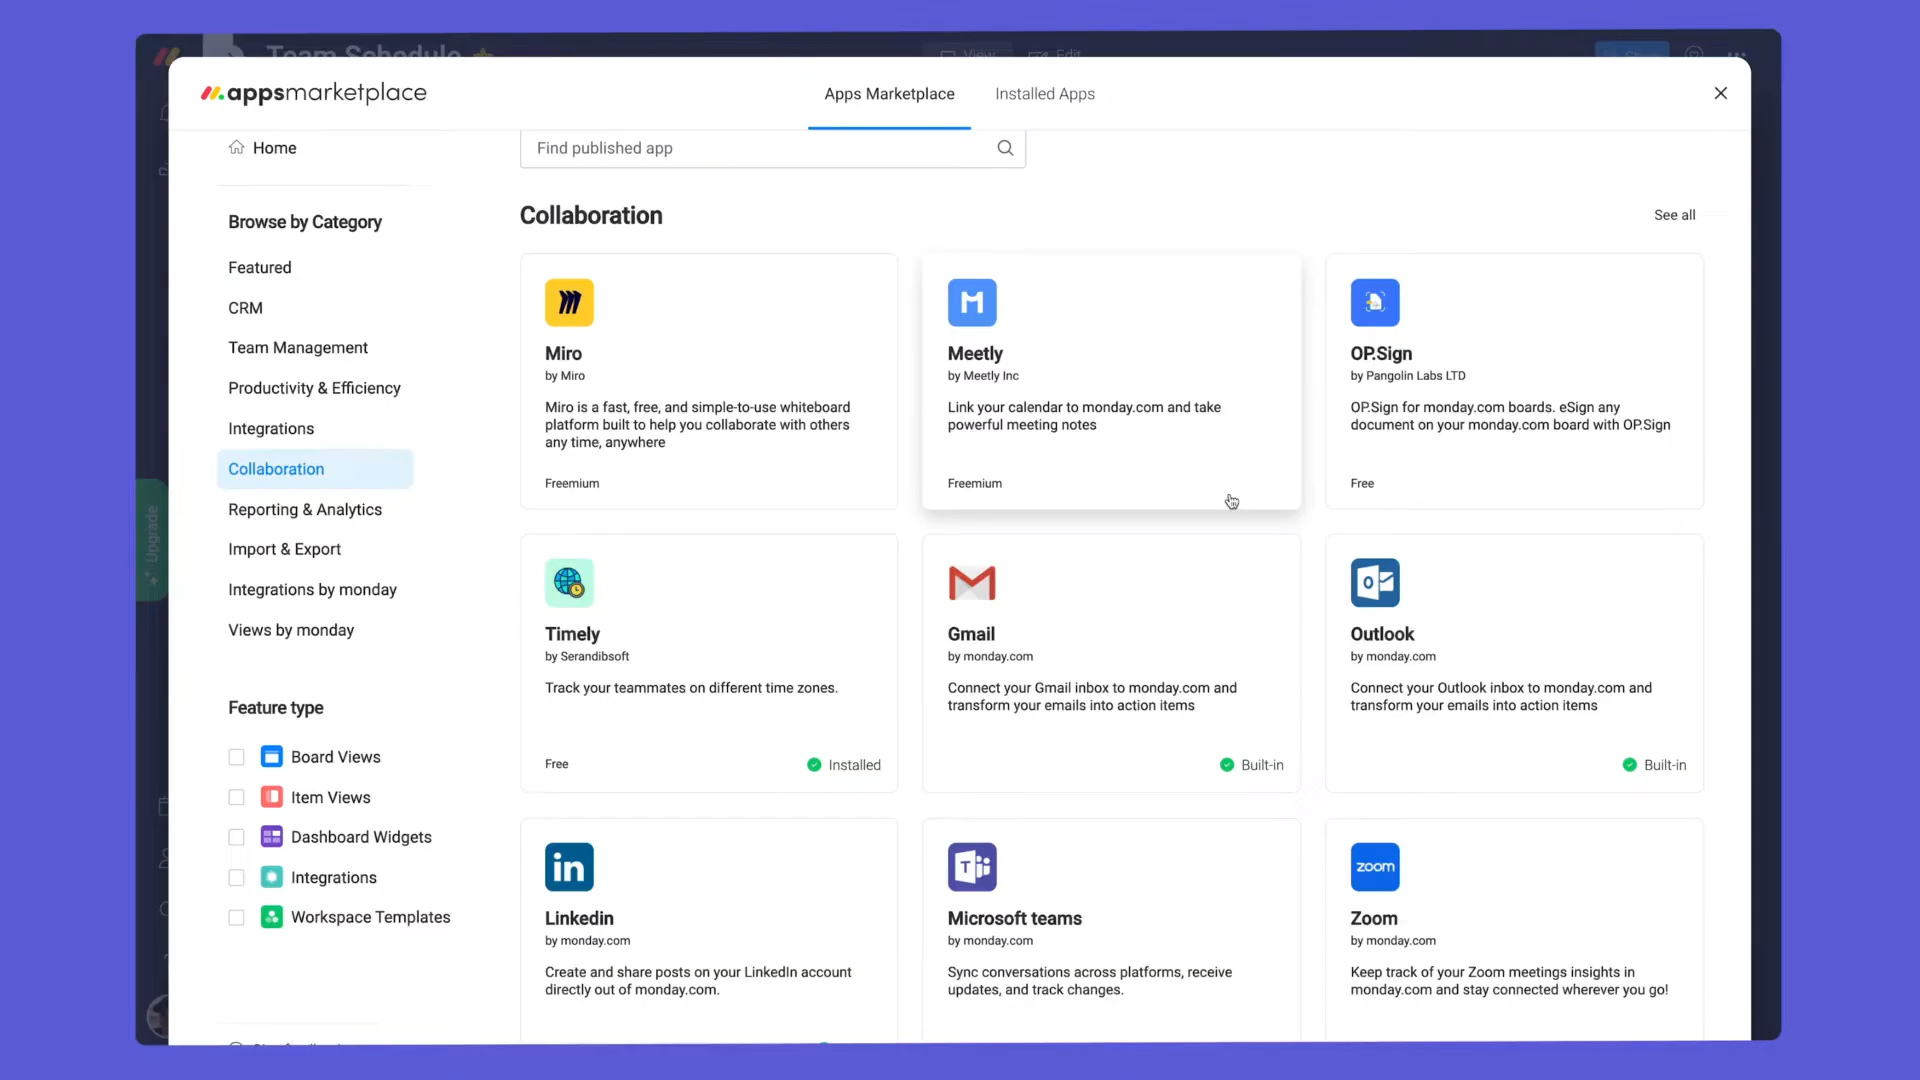 Team Schedule
View
Edit
appsmarketplace
Apps Marketplace
Installed Apps
Home
Find published app
Browse by Category
Featured
CRM
Team Management
Productivity & Efficiency
Integrations
Collaboration
Reporting & Analytics
Import & Export
Integrations by monday
Views by monday
Feature type
Board Views
Item Views
Dashboard Widgets
Integrations
Workspace Templates
Upgrade
Collaboration
See all
Miro
by Miro
Miro is a fast, free, and simple-to-use whiteboard
platform built to help you collaborate with others
any time, anywhere
Freemium
Meetly
by Meetly Inc
Link your calendar to monday.com and take
powerful meeting notes
Freemium
OP.Sign
by Pangolin Labs LTD
OP.Sign for monday.com boards. eSign any
document on your monday.com board with OP.Sign
Free
Timely
by Serandibsoft
Track your teammates on different time zones.
Free
Installed
Gmail
by monday.com
Connect your Gmail inbox to monday.com and
transform your emails into action items
Built-in
Outlook
by monday.com
Connect your Outlook inbox to monday.com and
transform your emails into action items
Built-in
in
Linkedin
by monday.com
Create and share posts on your LinkedIn account
directly out of monday.com.
Microsoft teams
by monday.com
Sync conversations across platforms, receive
updates, and track changes.
zoom
Zoom
by monday.com
Keep track of your Zoom meetings insights in
monday.com and stay connected wherever you go!